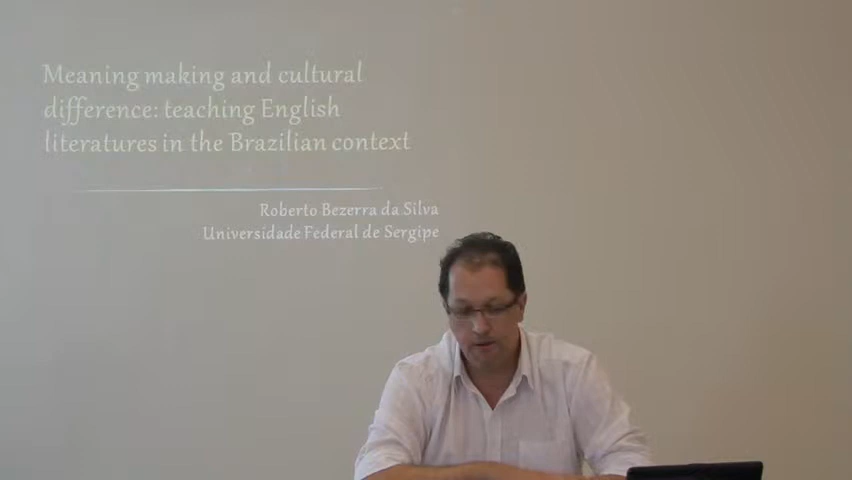 Meaning making and cultural
difference: teaching English
literatures in the Brazilian context
Roberto Bezerra da Silva
Universidade Federal de Sergipe